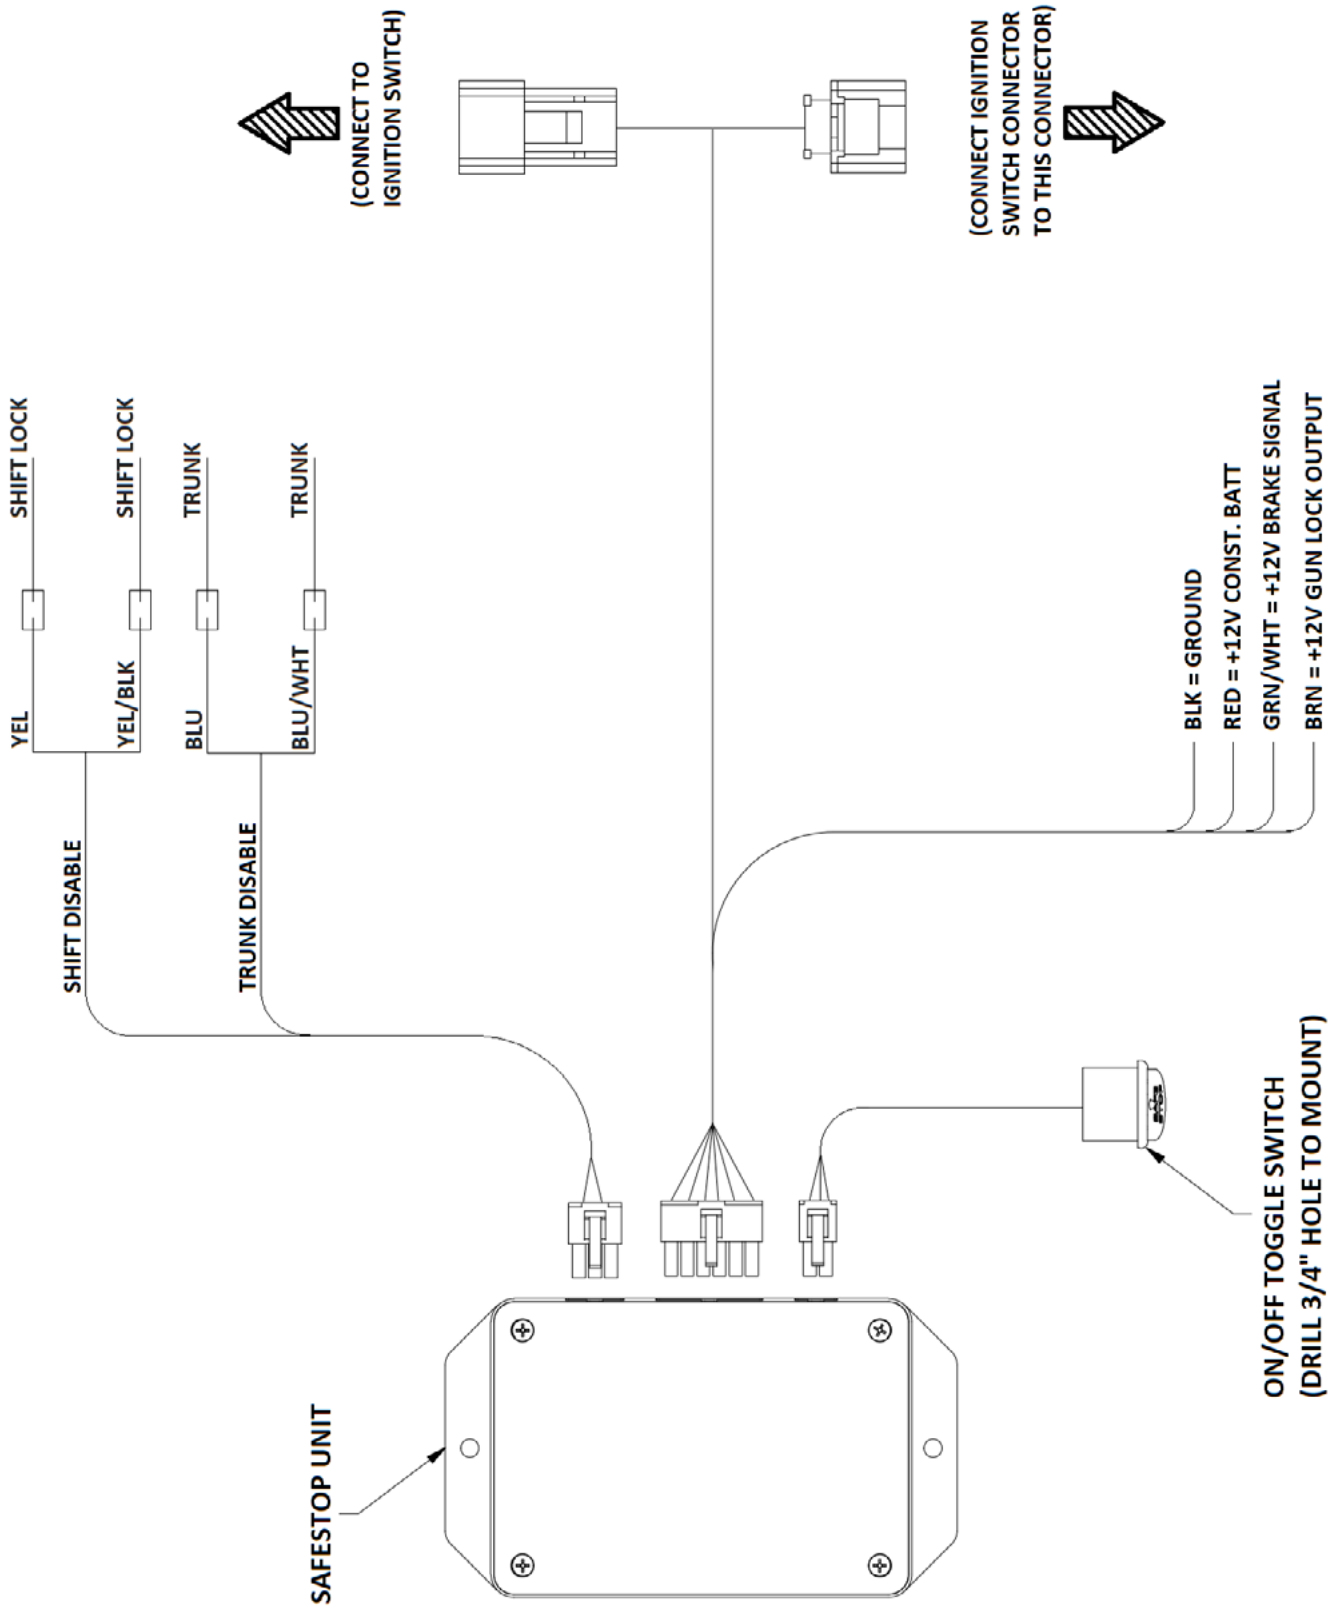 SHIFT LOCK
YEL
SHIFT LOCK
YEL/BLK
TRUNK
BLU
TRUNK
BLU/WHT
SHIFT DISABLE
TRUNK DISABLE
(CONNECT TO
IGNITION SWITCH)
(CONNECT IGNITION
SWITCH CONNECTOR
TO THIS CONNECTOR)
SAFESTOP UNIT
BLK = GROUND
RED = +12V CONST. BATT
GRN/WHT = +12V BRAKE SIGNAL
BRN = +12V GUN LOCK OUTPUT
ON/OFF TOGGLE SWITCH
(DRILL 3/4" HOLE TO MOUNT)